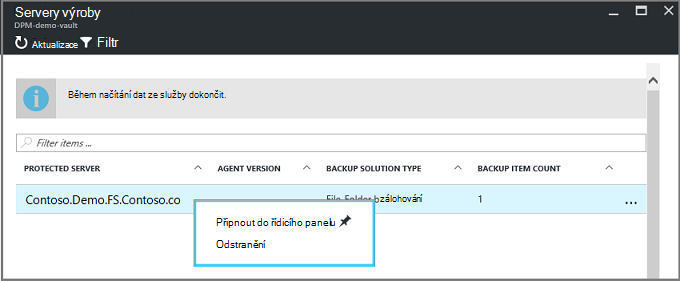 Servery výroby
DPM-demo-vault
Aktualizace Filtr
Během načítání dat ze služby dokončit.
Filter items ...
PROTECTED SERVER AGENT VERSION BACKUP SOLUTION TYPE BACKUP ITEM COUNT
Contoso.Demo.FS.Contoso.co File-Folder bzálohování 1 ...
Připnout do řídicího panelu
Odstranění